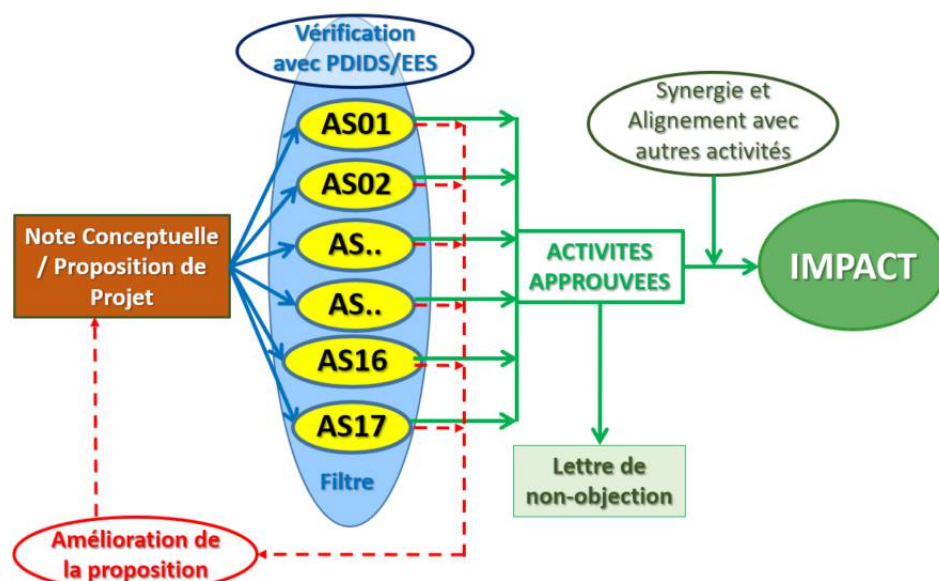 Vérification
avec PDIDS/EES
AS01
AS02
AS..
AS..
AS16
AS17
Filtre
Note Conceptuelle
/ Proposition de
Projet
Amélioration de
la proposition
ACTIVITES
APPROUVEES
Lettre de
non-objection
Synergie et
Alignement avec
autres activités
IMPACT